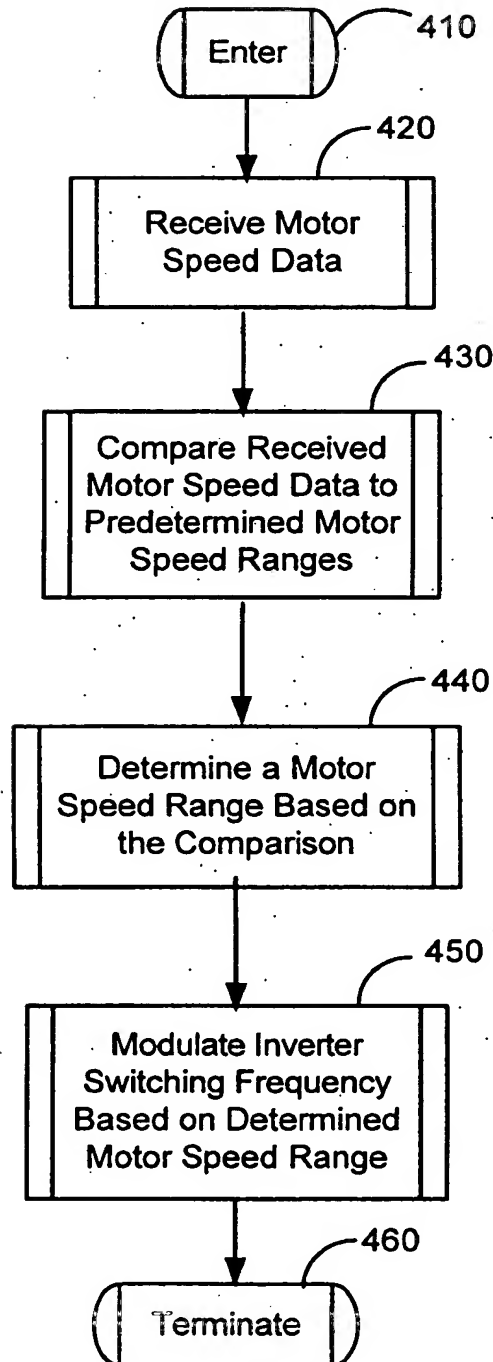 Enter
410
420
Receive Motor
Speed Data
430
Compare Received
Motor Speed Data to
Predetermined Motor
Speed Ranges
440
Determine a Motor
Speed Range Based on
the Comparison
450
Modulate Inverter
Switching Frequency
Based on Determined
Motor Speed Range
460
Terminate